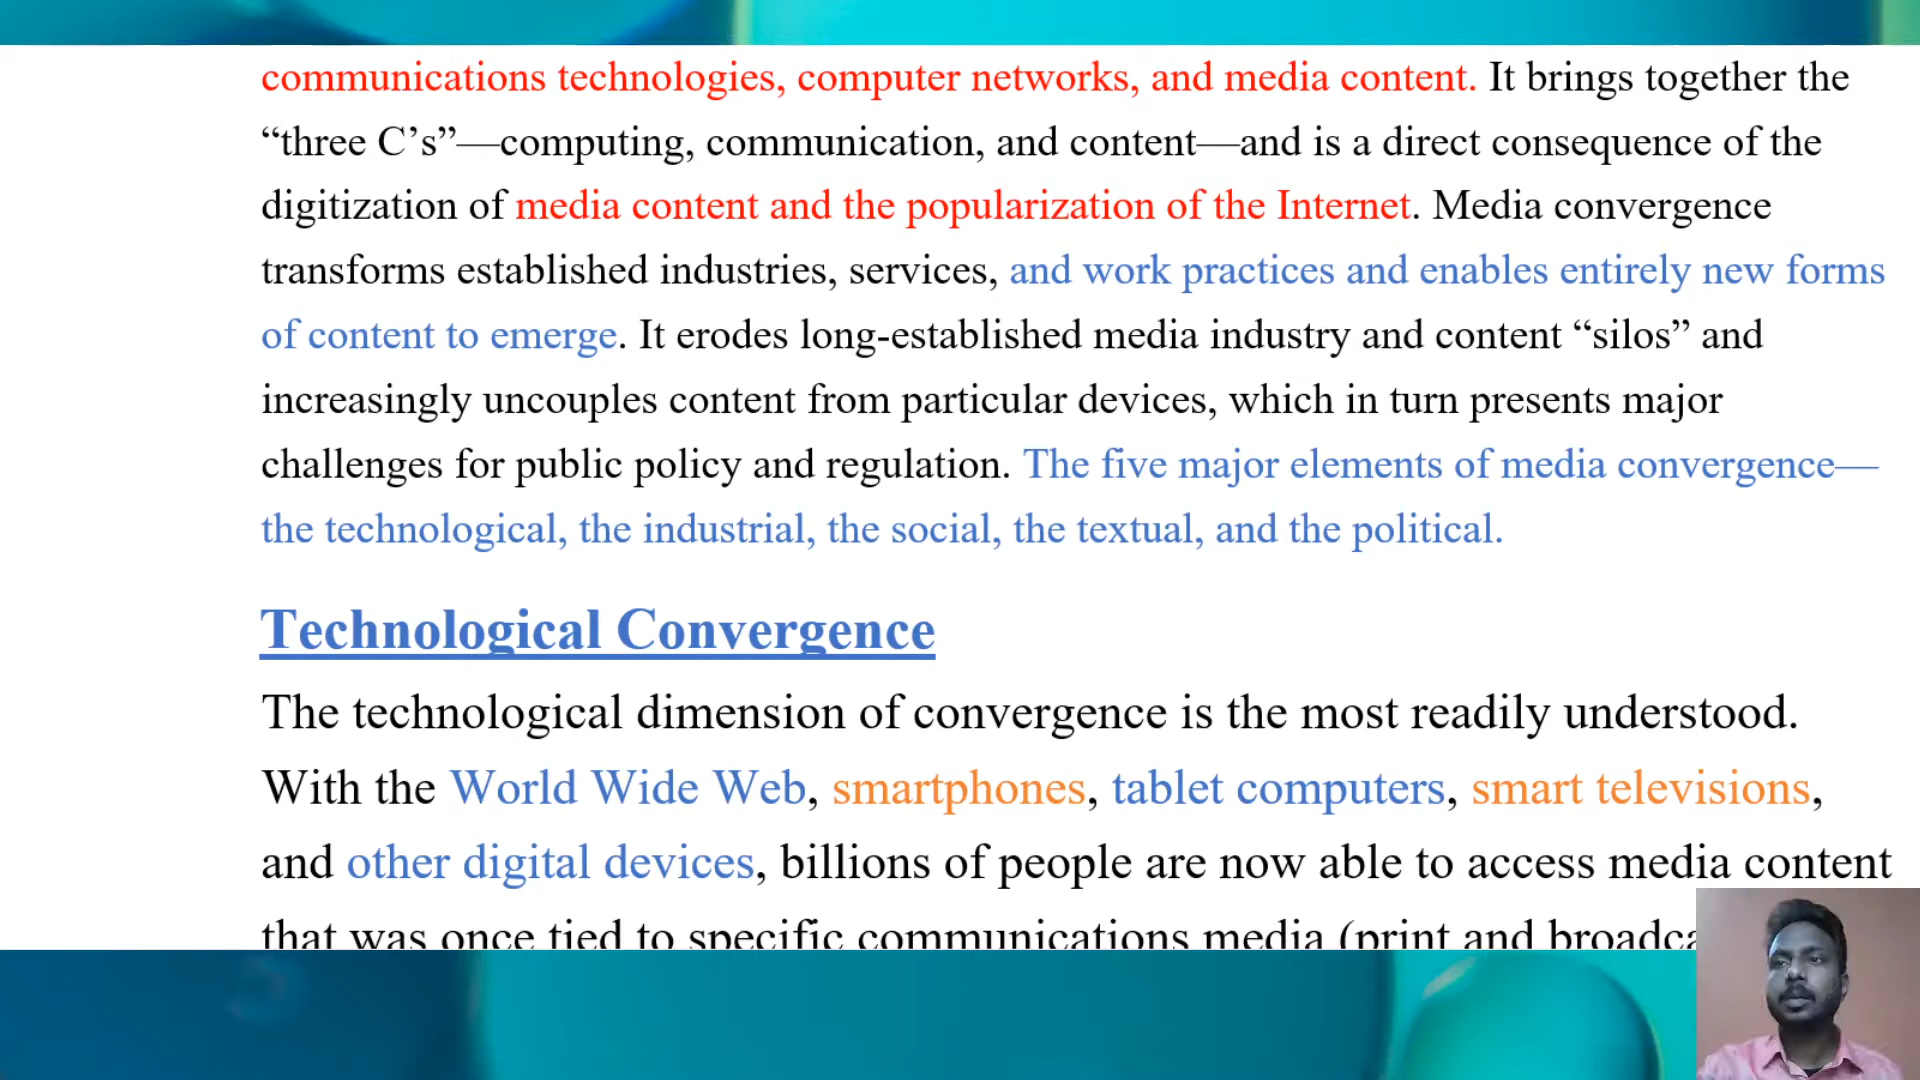 communications technologies, computer networks, and media content. It brings together the
“three C’s”—computing, communication, and content—and is a direct consequence of the
digitization of media content and the popularization of the Internet. Media convergence
transforms established industries, services, and work practices and enables entirely new forms
of content to emerge. It erodes long-established media industry and content “silos” and
increasingly uncouples content from particular devices, which in turn presents major
challenges for public policy and regulation. The five major elements of media convergence—
the technological, the industrial, the social, the textual, and the political.
Technological Convergence
The technological dimension of convergence is the most readily understood.
With the World Wide Web, smartphones, tablet computers, smart televisions,
and other digital devices, billions of people are now able to access media content
that was once tied to specific communications media (print and